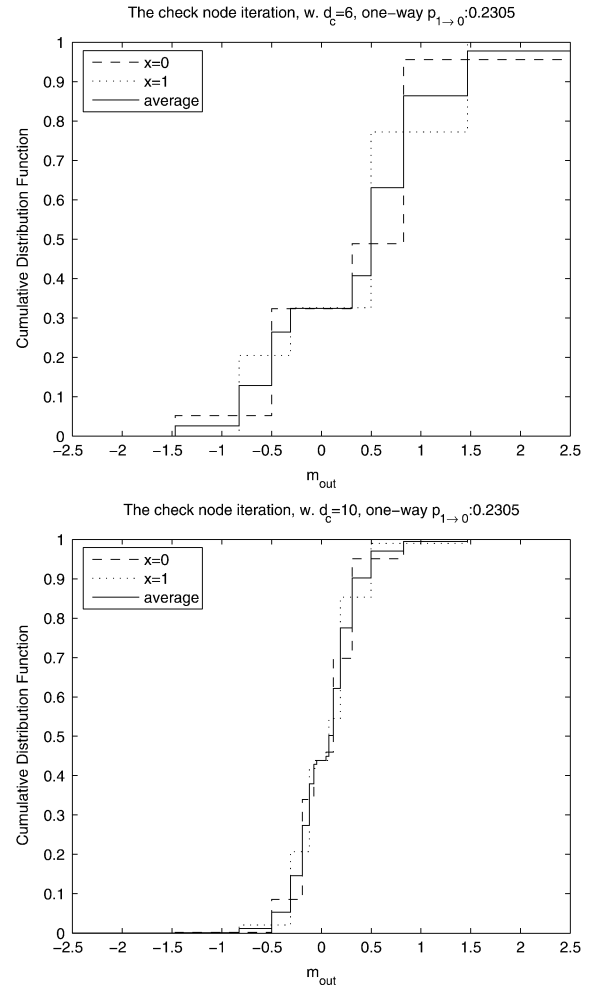 The check node iteration, w. d_c=6, one−way p_{1→0}:0.2305
x=0
x=1
average
Cumulative Distribution Function
1
0.9
0.8
0.7
0.6
0.5
0.4
0.3
0.2
0.1
0
−2.5 −2 −1.5 −1 −0.5 0 0.5 1 1.5 2 2.5
m_out
The check node iteration, w. d_c=10, one−way p_{1→0}:0.2305
x=0
x=1
average
Cumulative Distribution Function
1
0.9
0.8
0.7
0.6
0.5
0.4
0.3
0.2
0.1
0
−2.5 −2 −1.5 −1 −0.5 0 0.5 1 1.5 2 2.5
m_out